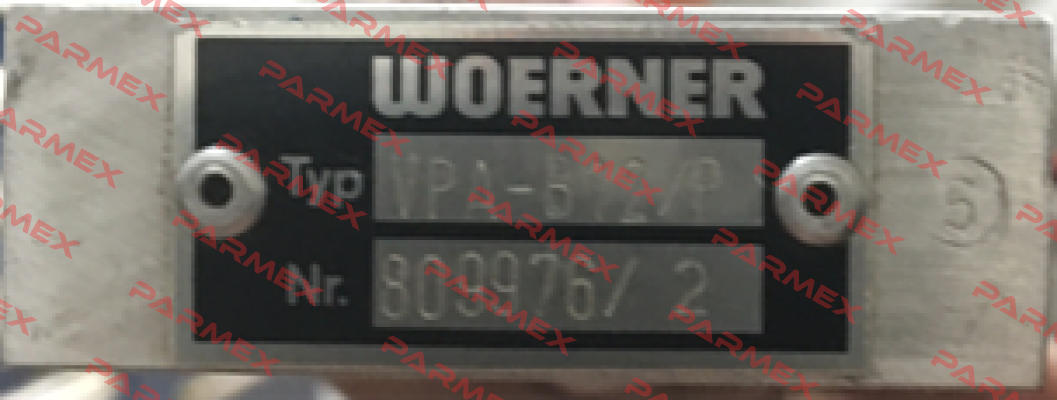 WOERNER
Typ
Nr. 809976/ 2
5
PARMEX